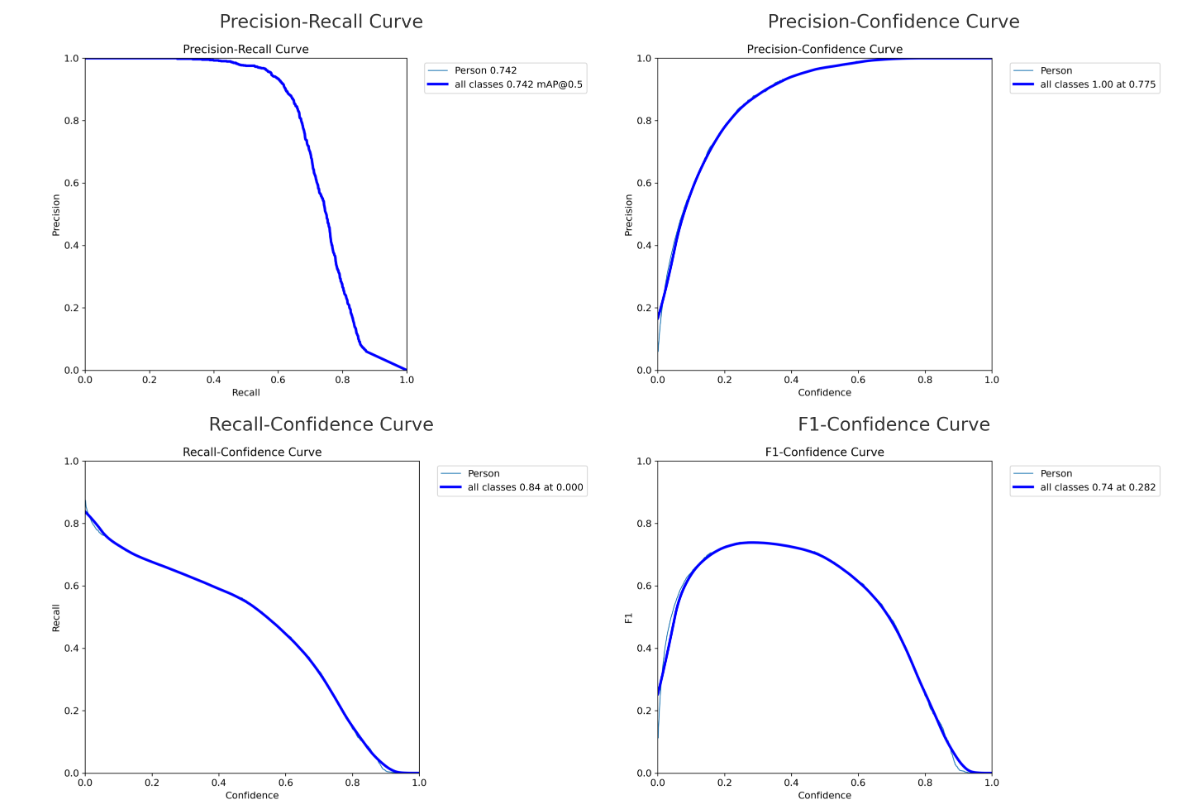 Precision-Recall Curve
Precision-Recall Curve
Person 0.742
all classes 0.742 mAP@0.5
1.0
0.8
0.6
0.4
0.2
0.0
Precision
0.0 0.2 0.4 0.6 0.8 1.0
Recall
Precision-Confidence Curve
Precision-Confidence Curve
Person
all classes 1.00 at 0.775
1.0
0.8
0.6
0.4
0.2
0.0
Precision
0.0 0.2 0.4 0.6 0.8 1.0
Confidence
Recall-Confidence Curve
Recall-Confidence Curve
Person
all classes 0.84 at 0.000
1.0
0.8
0.6
0.4
0.2
0.0
Recall
0.0 0.2 0.4 0.6 0.8 1.0
Confidence
F1-Confidence Curve
F1-Confidence Curve
Person
all classes 0.74 at 0.282
1.0
0.8
0.6
0.4
0.2
0.0
F1
0.0 0.2 0.4 0.6 0.8 1.0
Confidence